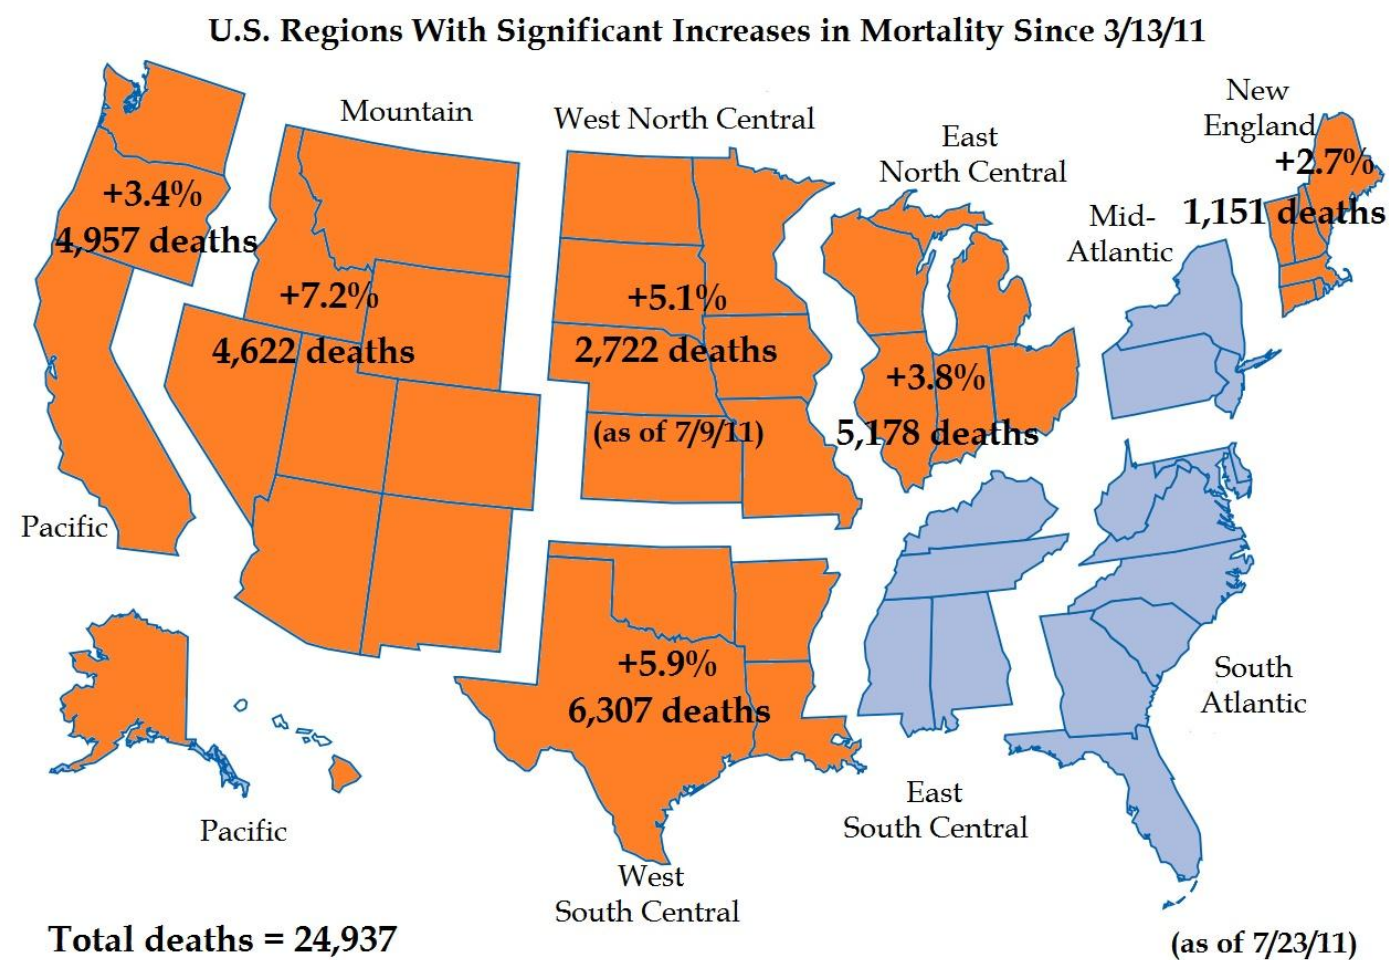 U.S. Regions With Significant Increases in Mortality Since 3/13/11
Mountain
West North Central
East
North Central
New
England
+2.7%
1,151 deaths
Mid-
Atlantic
+3.4%
4,957 deaths
+7.2%
4,622 deaths
+5.1%
2,722 deaths
(as of 7/9/11)
+3.8%
5,178 deaths
Pacific
+5.9%
6,307 deaths
South
Atlantic
Pacific
East
South Central
West
South Central
Total deaths = 24,937
(as of 7/23/11)